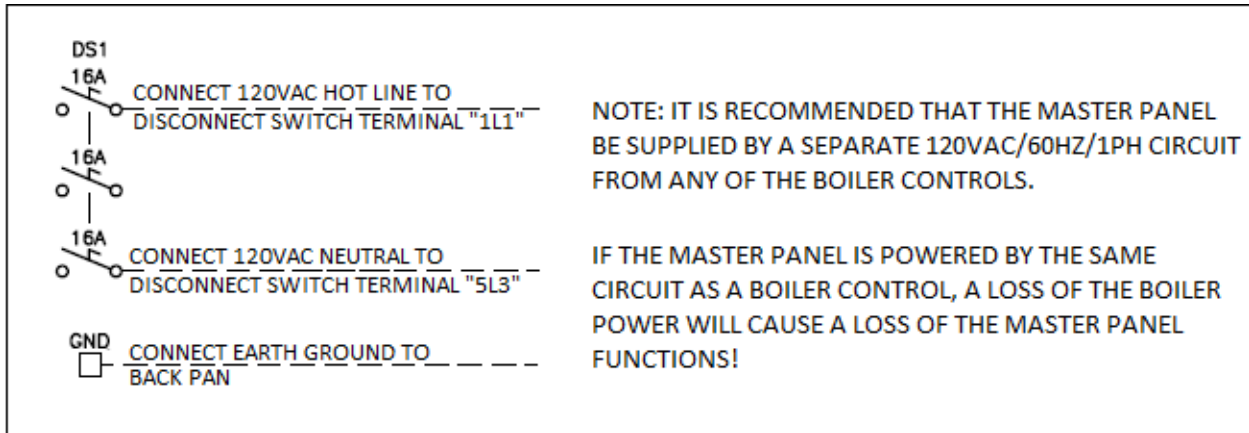 DS1
16A
CONNECT 120VAC HOT LINE TO
DISCONNECT SWITCH TERMINAL "1L1"
16A
16A
CONNECT 120VAC NEUTRAL TO
DISCONNECT SWITCH TERMINAL "5L3"
GND
CONNECT EARTH GROUND TO
BACK PAN
NOTE: IT IS RECOMMENDED THAT THE MASTER PANEL
BE SUPPLIED BY A SEPARATE 120VAC/60HZ/1PH CIRCUIT
FROM ANY OF THE BOILER CONTROLS.
IF THE MASTER PANEL IS POWERED BY THE SAME
CIRCUIT AS A BOILER CONTROL, A LOSS OF THE BOILER
POWER WILL CAUSE A LOSS OF THE MASTER PANEL
FUNCTIONS!